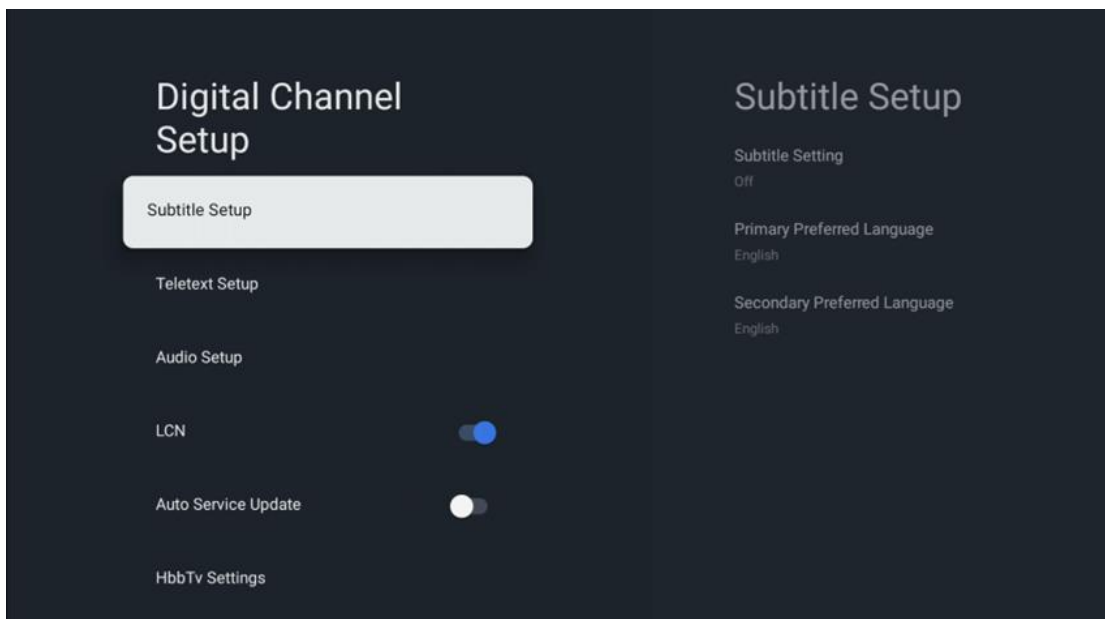 Digital Channel
Setup
Subtitle Setup
Teletext Setup
Audio Setup
LCN
Auto Service Update
HbbTv Settings
Subtitle Setup
Subtitle Setting
Off
Primary Preferred Language
English
Secondary Preferred Language
English